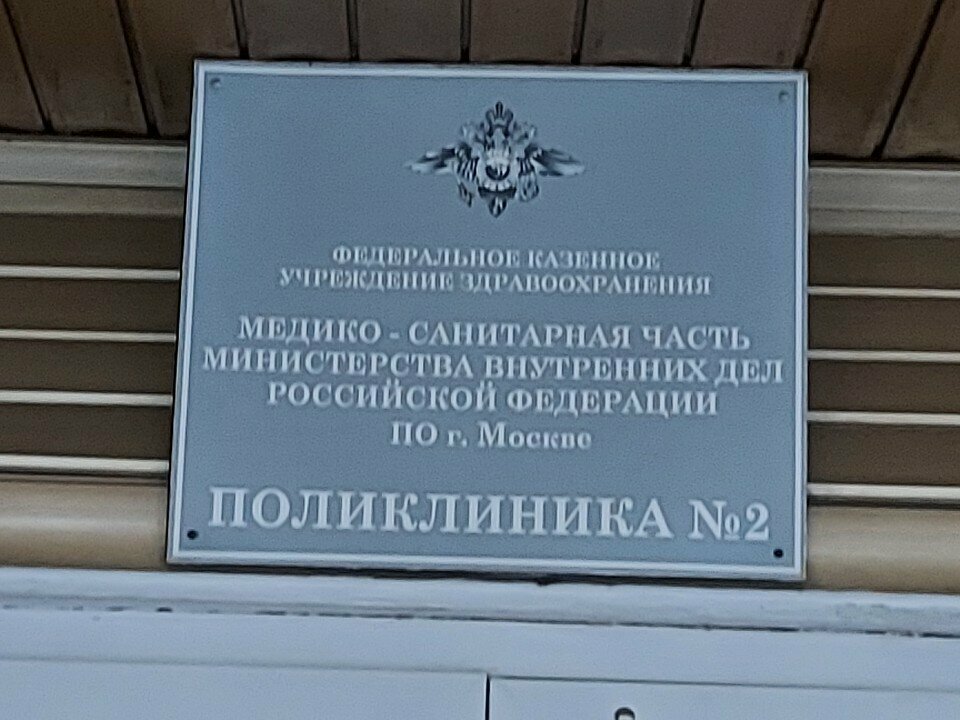 ФЕДЕРАЛЬНОЕ КАЗЕННОЕ
УЧРЕЖДЕНИЕ ЗДРАВООХРАНЕНИЯ
МЕДИКО - САНИТАРНАЯ ЧАСТЬ
МИНИСТЕРСТВА ВНУТРЕННИХ ДЕЛ
РОССИЙСКОЙ ФЕДЕРАЦИИ
ПО г. Москве
ПОЛИКЛИНИКА №2